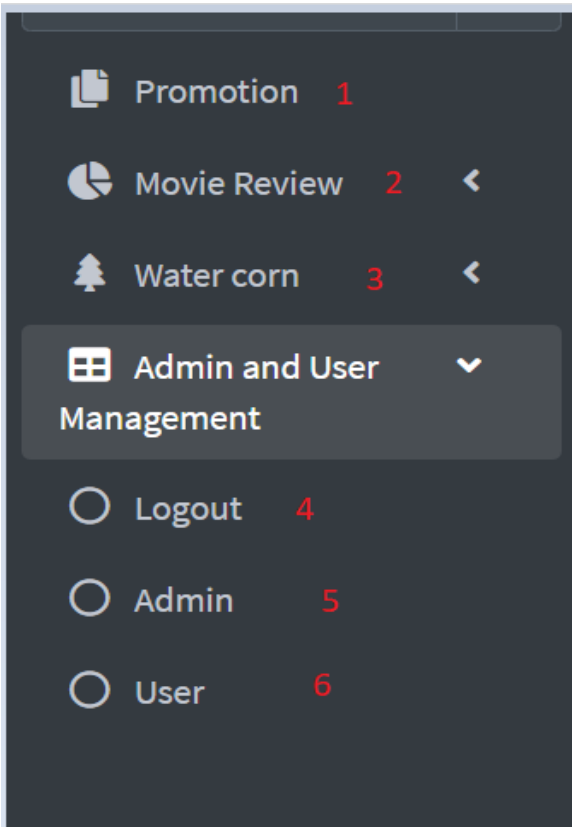 Promotion 1
Movie Review 2
Water corn 3
Admin and User
Management
Logout 4
Admin 5
User 6